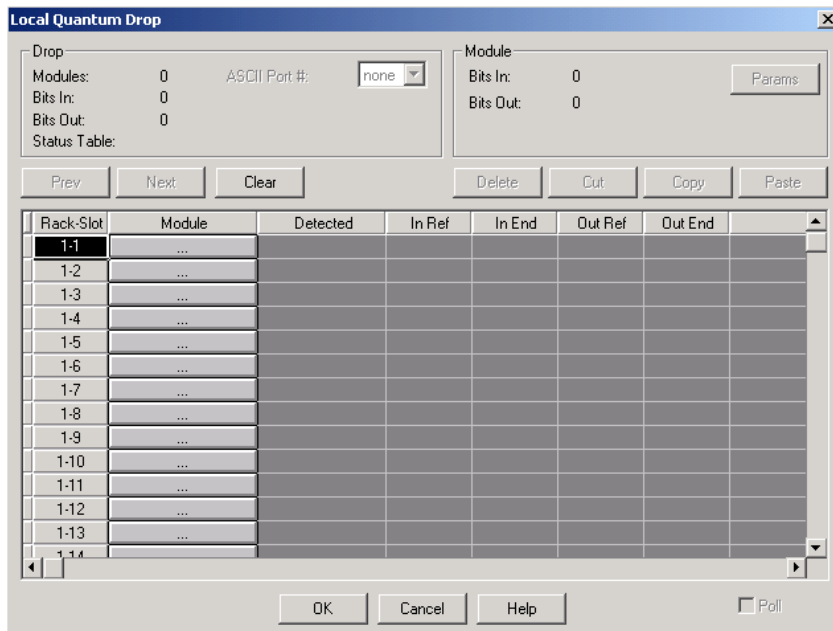 Local Quantum Drop
Drop
Modules: 0 ASCII Port #: none
Bits In: 0
Bits Out: 0
Status Table:
Module
Bits In: 0 Params
Bits Out: 0
Prev Next Clear Delete Cut Copy Paste
Rack-Slot Module Detected In Ref In End Out Ref Out End
1-1 ...
1-2 ...
1-3 ...
1-4 ...
1-5 ...
1-6 ...
1-7 ...
1-8 ...
1-9 ...
1-10 ...
1-11 ...
1-12 ...
1-13 ...
1-14
OK Cancel Help Poll